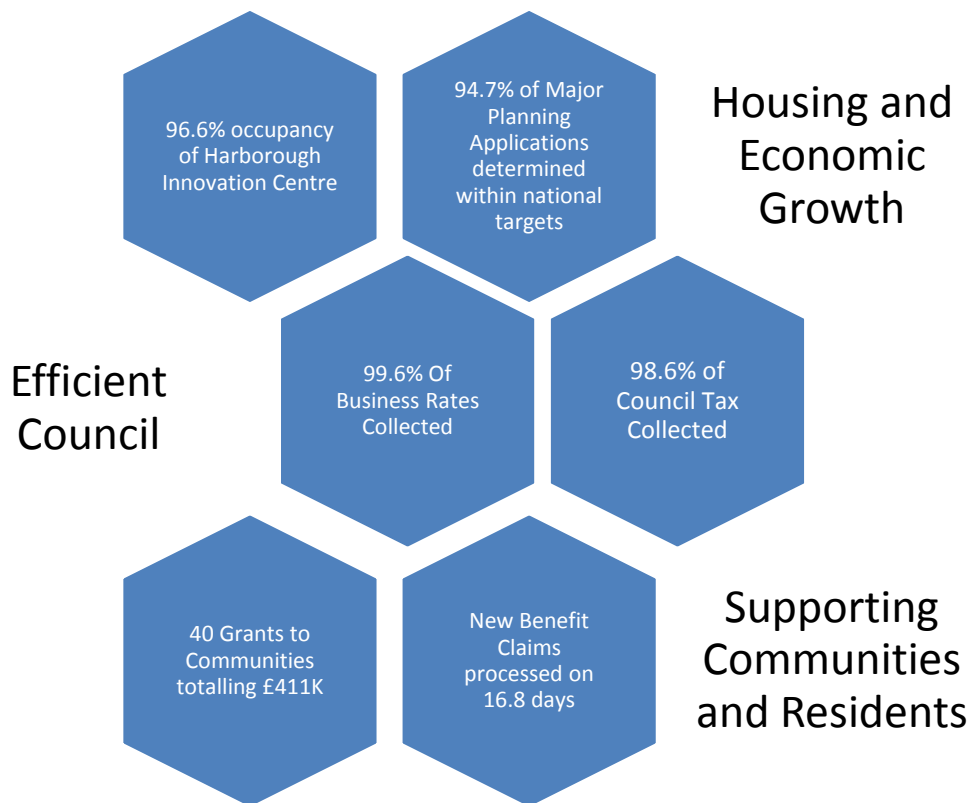 96.6% occupancy
of Harborough
Innovation Centre
94.7% of Major
Planning
Applications
determined
within national
targets
Housing and
Economic
Growth
Efficient
Council
99.6% Of
Business Rates
Collected
98.6% of
Council Tax
Collected
40 Grants to
Communities
totalling £411K
New Benefit
Claims
processed on
16.8 days
Supporting
Communities
and Residents